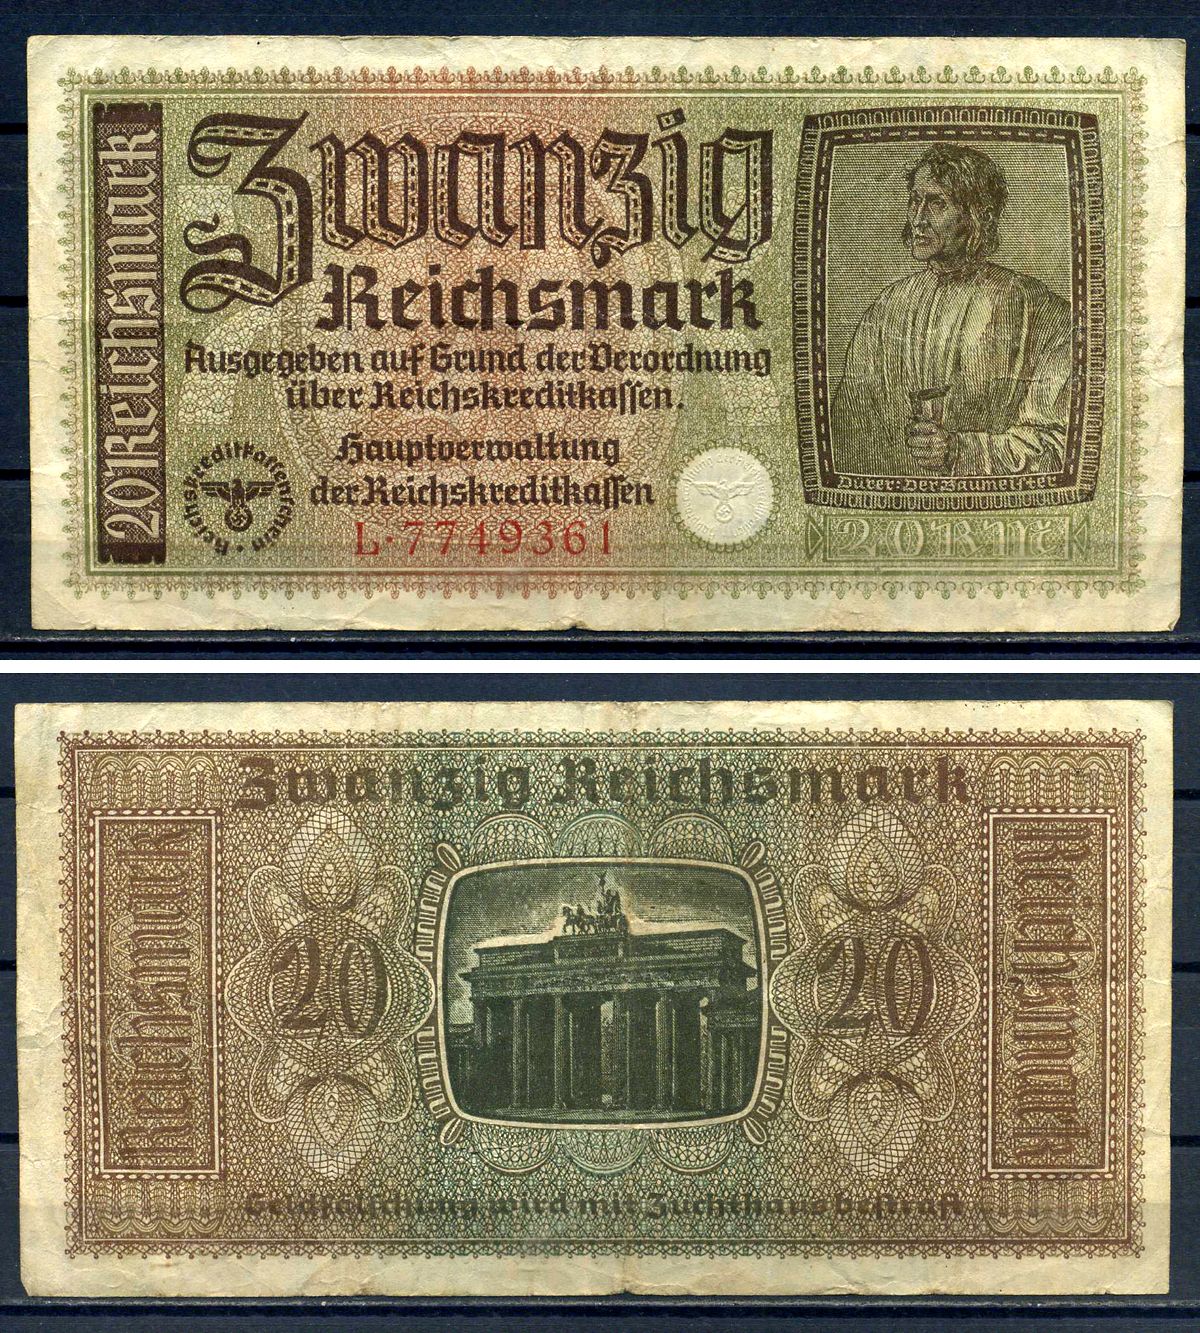 20 Reichsmark
Zwanzig
Reichsmark
Ausgegeben auf Grund der Verordnung
über Reichskreditkassen.
Hauptverwaltung
der Reichskreditkassen
Reichskreditkassenschein
L·7749361
Dürer: Der Baumeister
20 RM
Zwanzig Reichsmark
Reichsmark
20
20
Reichsmark
Geldfälschung wird mit Zuchthaus bestraft